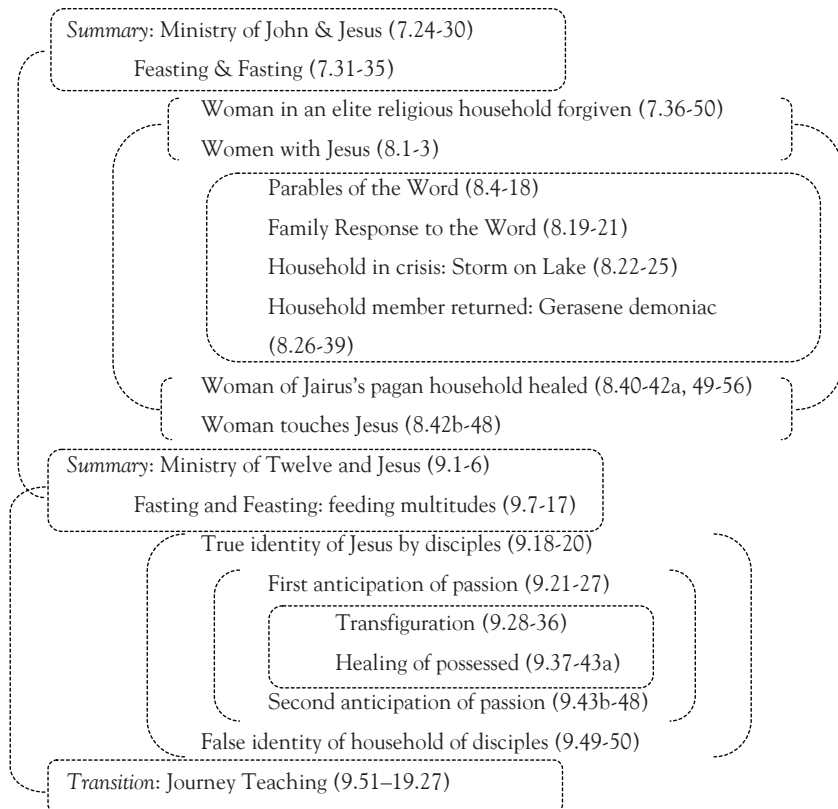 Summary: Ministry of John & Jesus (7.24-30)
Feasting & Fasting (7.31-35)
Woman in an elite religious household forgiven (7.36-50)
Women with Jesus (8.1-3)
Parables of the Word (8.4-18)
Family Response to the Word (8.19-21)
Household in crisis: Storm on Lake (8.22-25)
Household member returned: Gerasene demoniac
(8.26-39)
Woman of Jairus's pagan household healed (8.40-42a, 49-56)
Woman touches Jesus (8.42b-48)
Summary: Ministry of Twelve and Jesus (9.1-6)
Fasting and Feasting: feeding multitudes (9.7-17)
True identity of Jesus by disciples (9.18-20)
First anticipation of passion (9.21-27)
Transfiguration (9.28-36)
Healing of possessed (9.37-43a)
Second anticipation of passion (9.43b-48)
False identity of household of disciples (9.49-50)
Transition: Journey Teaching (9.51–19.27)